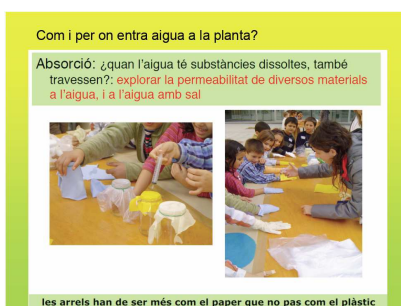 Com i per on entra aigua a la planta?
Absorció: ¿quan l'aigua té substàncies dissoltes, també
travessen?: explorar la permeabilitat de diversos materials
a l'aigua, i a l'aigua amb sal
les arrels han de ser més com el paper que no pas com el plàstic